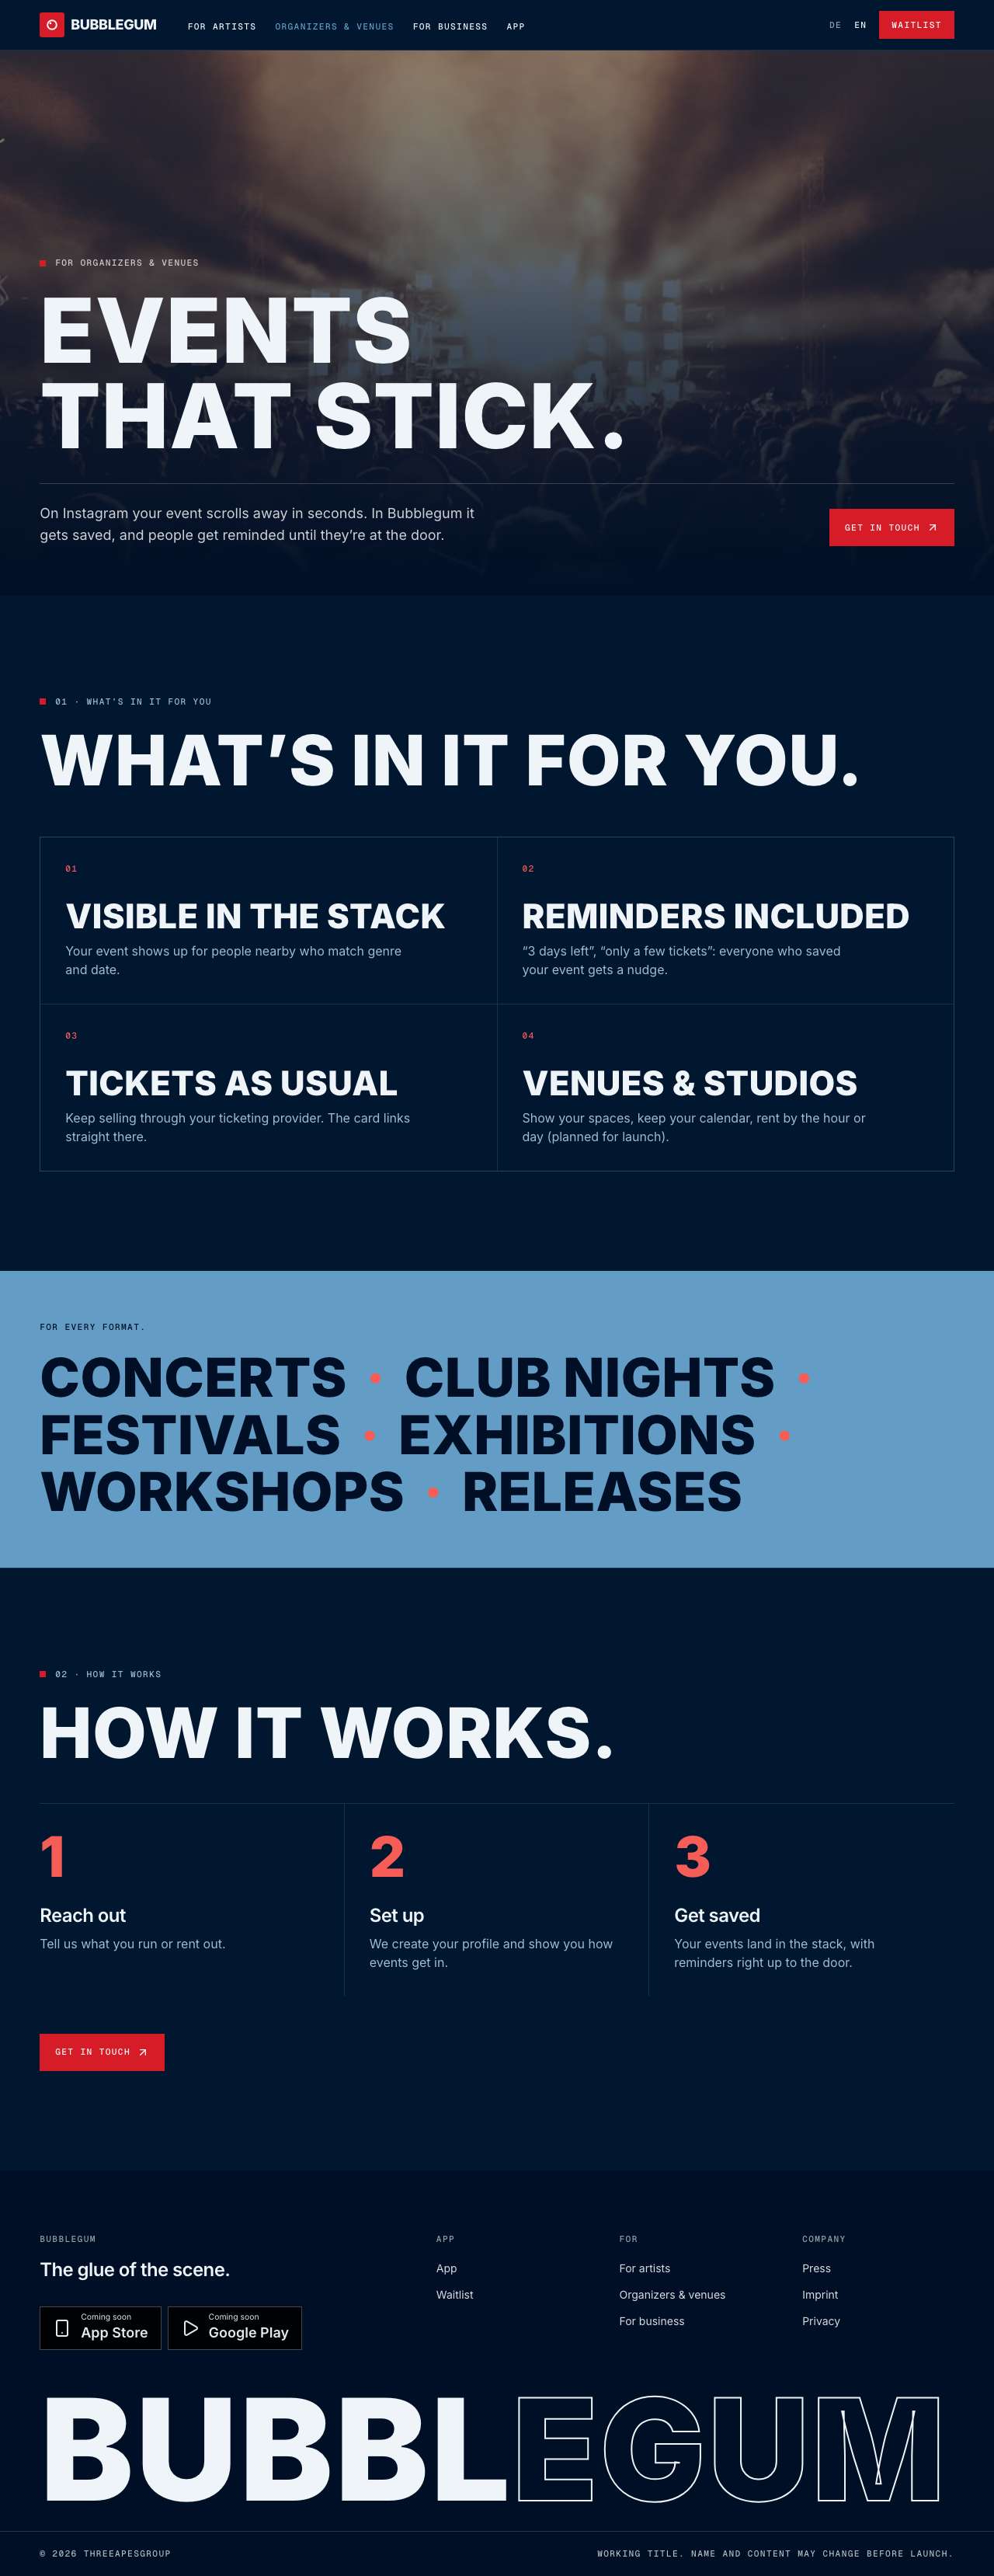 BUBBLEGUM
FOR ARTISTS
ORGANIZERS & VENUES
FOR BUSINESS
APP
DE
EN
WAITLIST
FOR ORGANIZERS & VENUES
EVENTS
THAT STICK.
On Instagram your event scrolls away in seconds. In Bubblegum it
gets saved, and people get reminded until they’re at the door.
GET IN TOUCH
01 · WHAT’S IN IT FOR YOU
WHAT’S IN IT FOR YOU.
01
VISIBLE IN THE STACK
Your event shows up for people nearby who match genre
and date.
02
REMINDERS INCLUDED
“3 days left”, “only a few tickets”: everyone who saved
your event gets a nudge.
03
TICKETS AS USUAL
Keep selling through your ticketing provider. The card links
straight there.
04
VENUES & STUDIOS
Show your spaces, keep your calendar, rent by the hour or
day (planned for launch).
FOR EVERY FORMAT.
CONCERTS · CLUB NIGHTS ·
FESTIVALS · EXHIBITIONS ·
WORKSHOPS · RELEASES
02 · HOW IT WORKS
HOW IT WORKS.
1
Reach out
Tell us what you run or rent out.
2
Set up
We create your profile and show you how
events get in.
3
Get saved
Your events land in the stack, with
reminders right up to the door.
GET IN TOUCH
BUBBLEGUM
The glue of the scene.
Coming soon
App Store
Coming soon
Google Play
APP
App
Waitlist
FOR
For artists
Organizers & venues
For business
COMPANY
Press
Imprint
Privacy
BUBBLEGUM
© 2026 THREEAPESGROUP
WORKING TITLE. NAME AND CONTENT MAY CHANGE BEFORE LAUNCH.